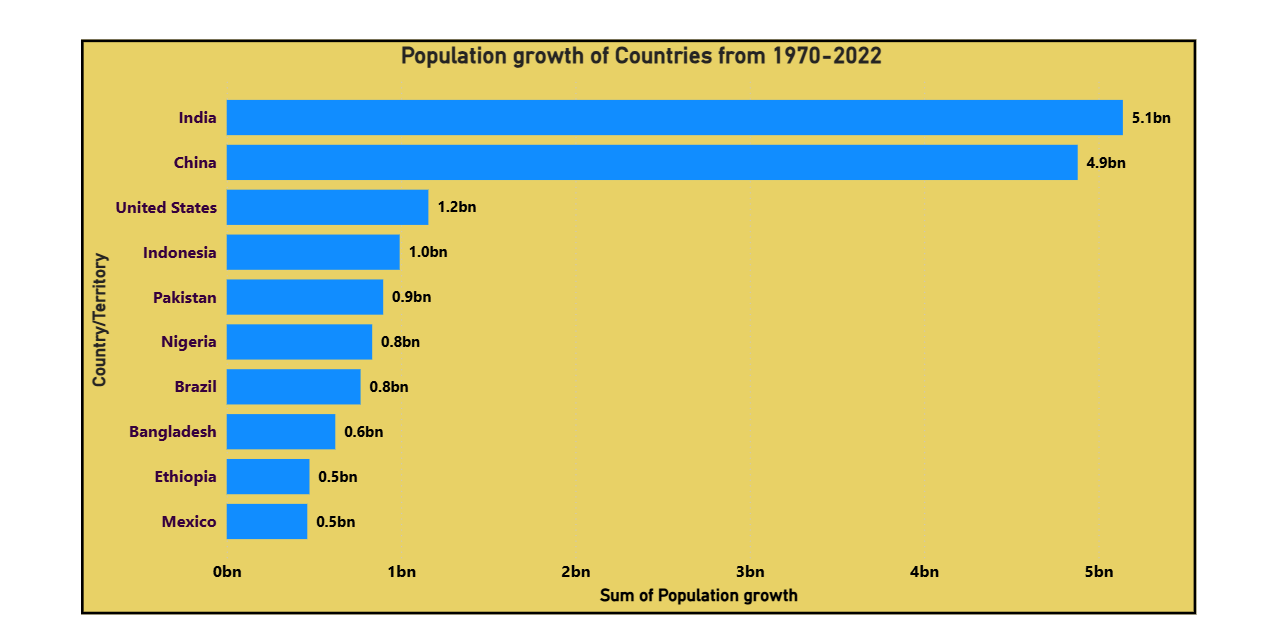 Population growth of Countries from 1970-2022
Country/Territory
India 5.1bn
China 4.9bn
United States 1.2bn
Indonesia 1.0bn
Pakistan 0.9bn
Nigeria 0.8bn
Brazil 0.8bn
Bangladesh 0.6bn
Ethiopia 0.5bn
Mexico 0.5bn
0bn 1bn 2bn 3bn 4bn 5bn
Sum of Population growth